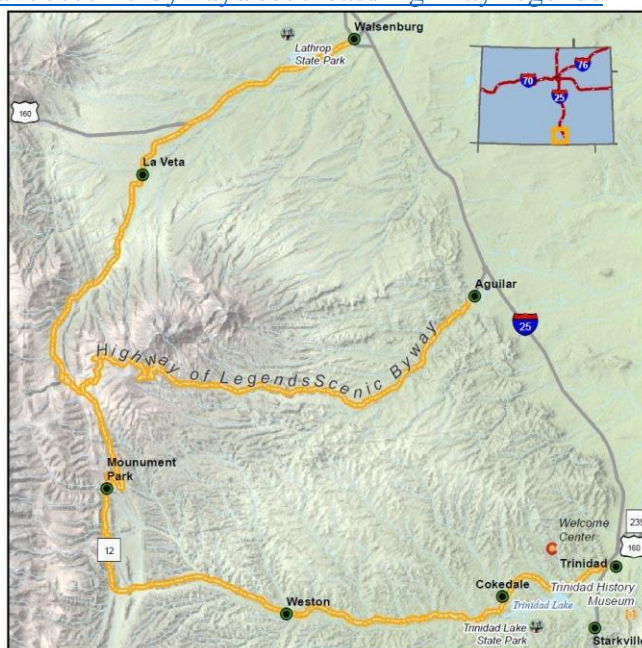 Walsenburg
Lathrop
State Park
70
76
25
160
La Veta
Aguilar
25
Highway of Legends Scenic Byway
Mounument
Park
12
Welcome
Center
239
160
Trinidad
Trinidad History
Museum
Cokedale
Trinidad Lake
Weston
Trinidad Lake
State Park
Starkville